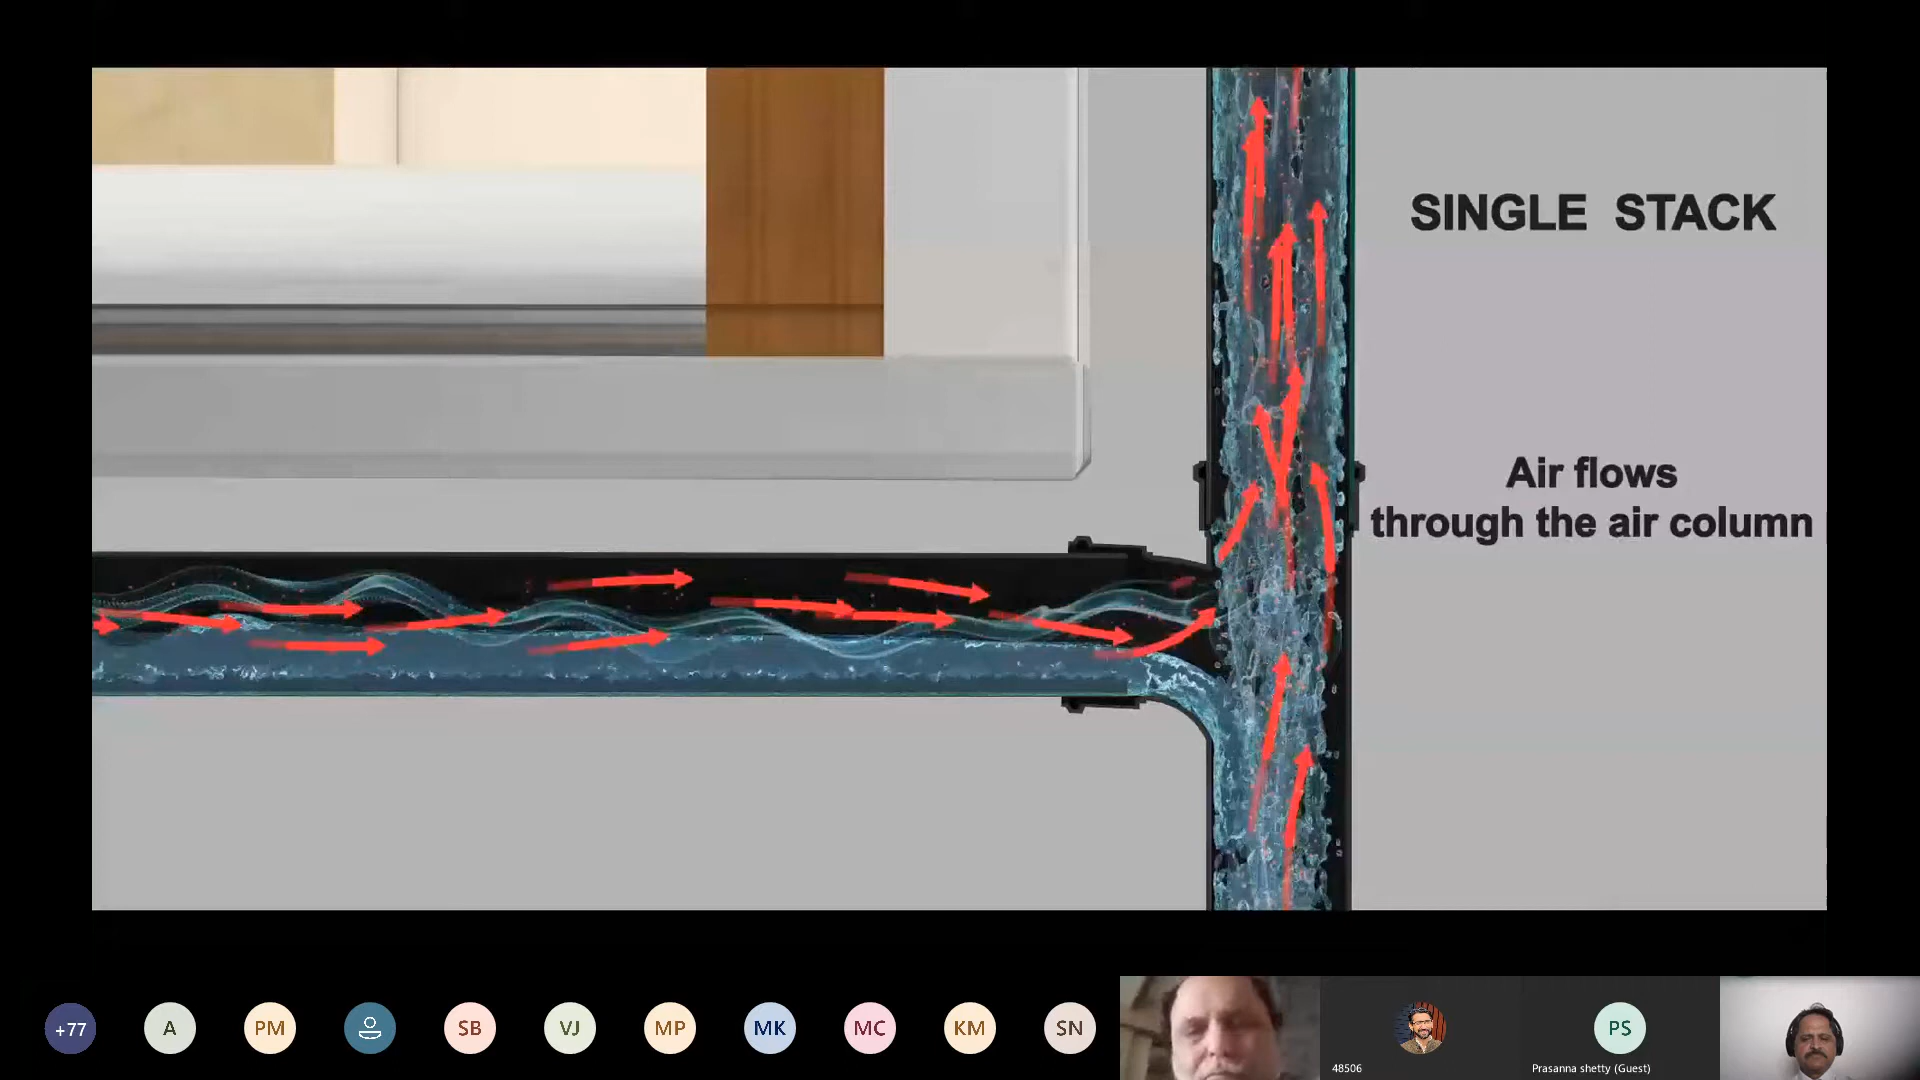 SINGLE STACK
Air flows
through the air column
+77
A
PM
SB
VJ
MP
MK
MC
KM
SN
48506
PS
Prasanna shetty (Guest)